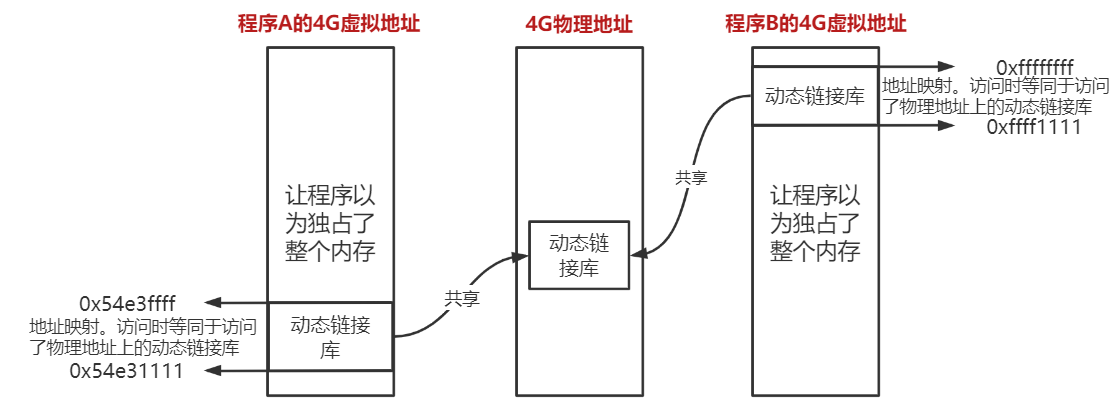 程序A的4G虚拟地址
4G物理地址
程序B的4G虚拟地址
0xffffffff
动态链接库
地址映射。访问时等同于访问
了物理地址上的动态链接库
0xffff1111
共享
让程序以
为独占了
整个内存
让程序以
为独占了
整个内存
动态链
接库
0x54e3ffff
共享
地址映射。访问时等同于访问
了物理地址上的动态链接库
动态链接
库
0x54e31111